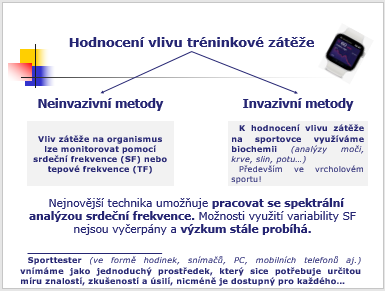 Hodnocení vlivu tréninkové zátěže
Neinvazivní metody
Vliv zátěže na organismus
lze monitorovat pomocí
srdeční frekvence (SF) nebo
tepové frekvence (TF)
Invazivní metody
K hodnocení vlivu zátěže
na sportovce využíváme
biochemii (analýzy moči,
krve, slin, potu…)
Především ve vrcholovém
sportu!
Nejnovější technika umožňuje pracovat se spektrální
analýzou srdeční frekvence. Možnosti využití variability SF
nejsou vyčerpány a výzkum stále probíhá.
Sporttester (ve formě hodinek, snímačů, PC, mobilních telefonů aj.)
vnímáme jako jednoduchý prostředek, který sice potřebuje určitou
míru znalostí, zkušeností a úsilí, nicméně je dostupný pro každého…